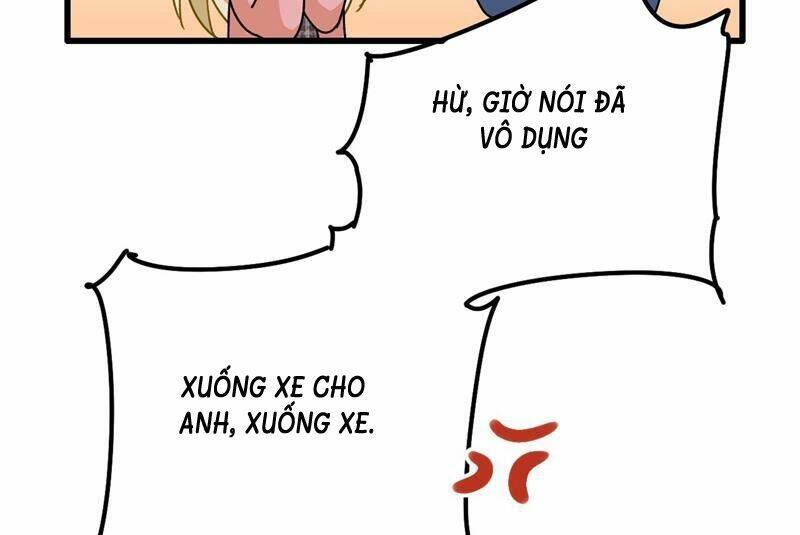 HỪ, GIỜ NÓI ĐÃ
VÔ DỤNG
XUỐNG XE CHO
ANH, XUỐNG XE.